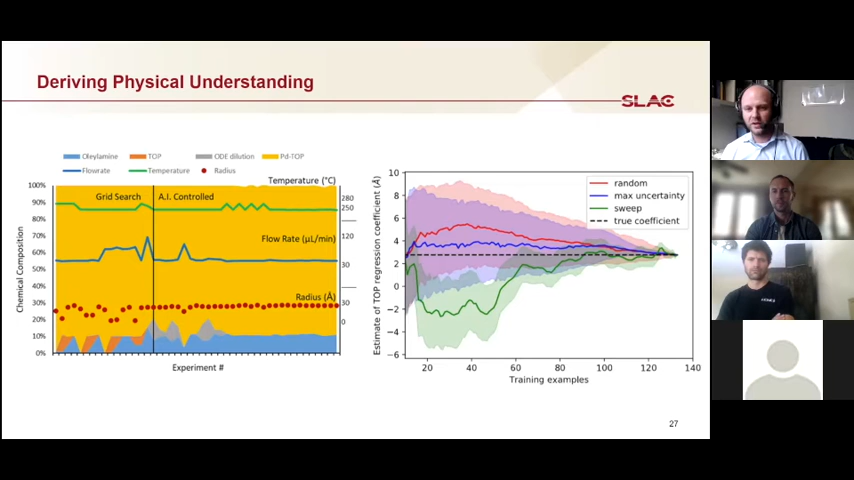 Deriving Physical Understanding
SLAC
Oleylamine TOP ODE dilution Pd-TOP
Flowrate Temperature Radius
Temperature (°C)
Grid Search A.I. Controlled
Flow Rate (µL/min)
Radius (Å)
Chemical Composition
100%
90%
80%
70%
60%
50%
40%
30%
20%
10%
0%
280
250
120
30
30
0
Experiment #
Estimate of TOP regression coefficient (Å)
10
8
6
4
2
0
−2
−4
−6
random
max uncertainty
sweep
true coefficient
20 40 60 80 100 120 140
Training examples
27